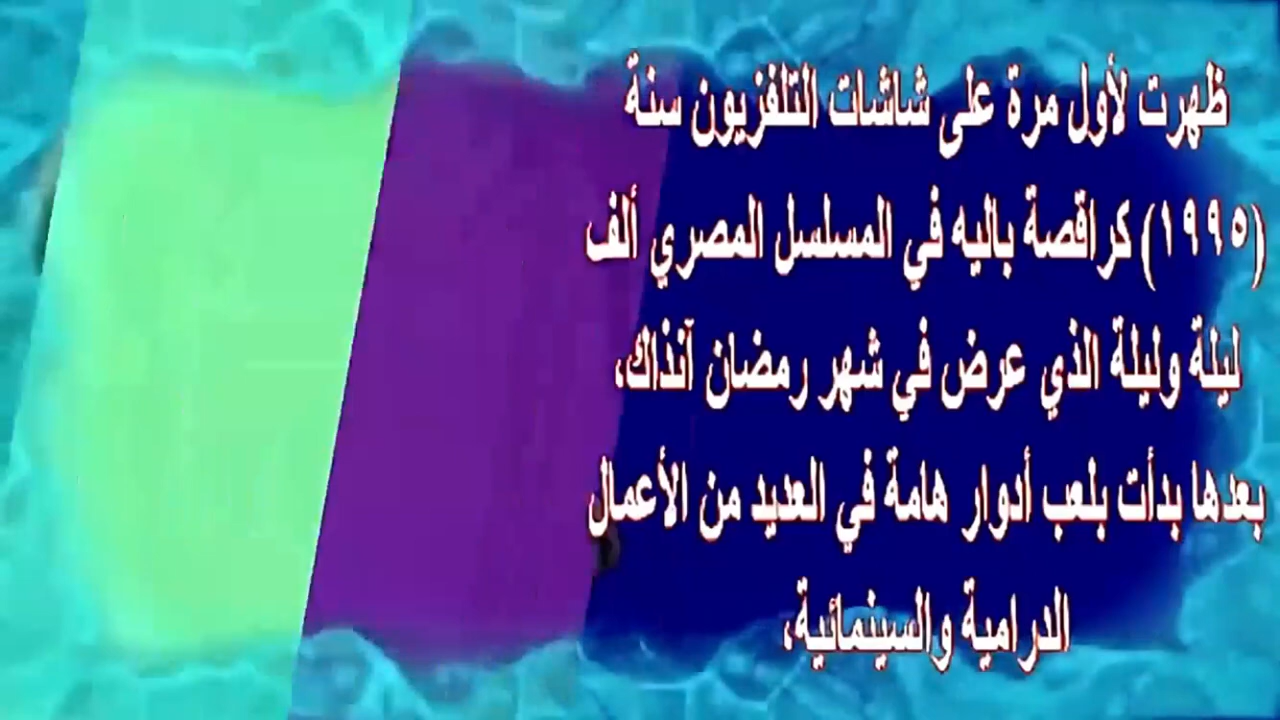 ظهرت لأول مرة على شاشات التلفزيون سنة
(١٩٩٥) كراقصة باليه في المسلسل المصري ألف
ليلة وليلة الذي عرض في شهر رمضان آنذاك،
بعدها بدأت بلعب أدوار هامة في العديد من الأعمال
الدرامية والسينمائية،